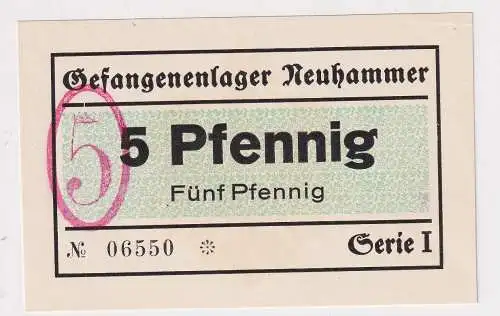 Gefangenenlager Neuhammer
5
5 Pfennig
Fünf Pfennig
№ 06550 ※
Serie I